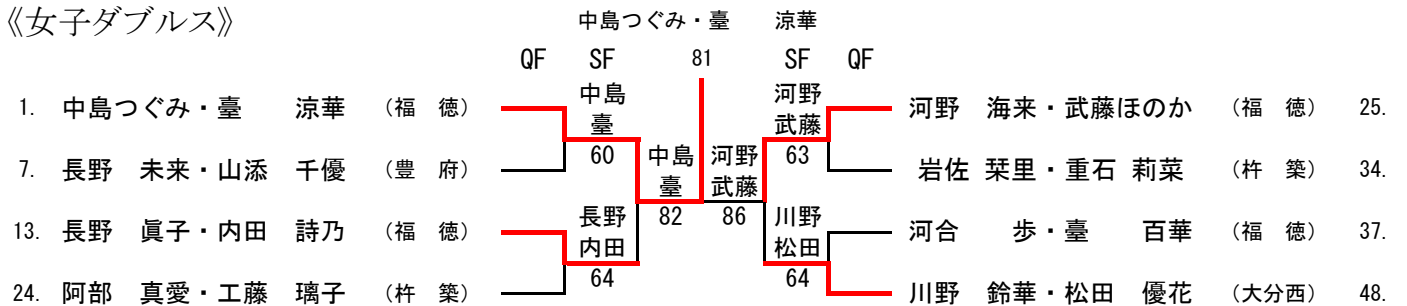 《女子ダブルス》
中島つぐみ・臺　涼華
QF SF 81 SF QF
1. 中島つぐみ・臺　涼華 （福　徳） 中島 河野 河野　海来・武藤ほのか （福　徳） 25.
臺 武藤
60 中島 河野 63
7. 長野　未来・山添　千優 （豊　府） 臺 武藤 岩佐 栞里・重石 莉菜 （杵　築） 34.
82 86
13. 長野　眞子・内田　詩乃 （福　徳） 長野 川野 河合　歩・臺　百華 （福　徳） 37.
内田 松田
64 64
24. 阿部　真愛・工藤　璃子 （杵　築） 川野　鈴華・松田　優花 （大分西） 48.